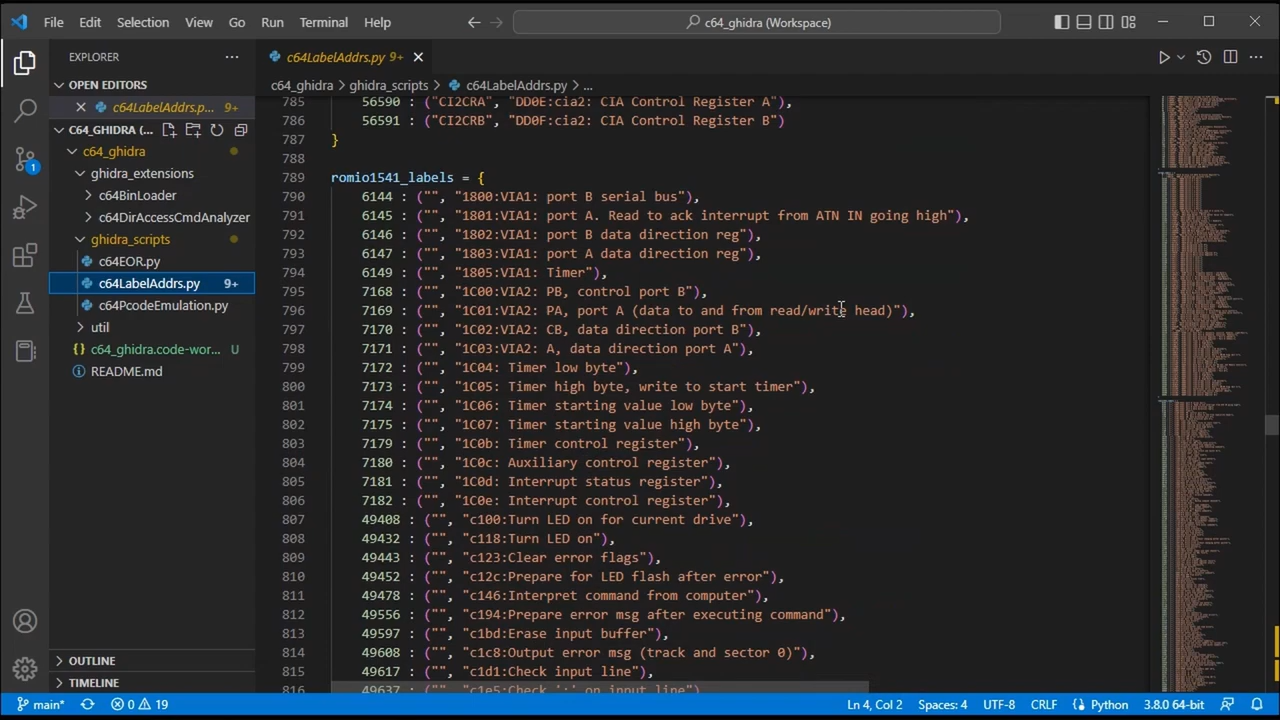 File Edit Selection View Go Run Terminal Help
c64_ghidra (Workspace)
EXPLORER
OPEN EDITORS
c64LabelAddrs.p... 9+
C64_GHIDRA (...
c64_ghidra
ghidra_extensions
c64BinLoader
c64DirAccessCmdAnalyzer
ghidra_scripts
c64EOR.py
c64LabelAddrs.py 9+
c64PcodeEmulation.py
util
c64_ghidra.code-wor... U
README.md
OUTLINE
TIMELINE
1
c64LabelAddrs.py 9+
c64_ghidra > ghidra_scripts > c64LabelAddrs.py > ...
785 56590 : ("CI2CRA", "DD0E:cia2: CIA Control Register A"),
786 56591 : ("CI2CRB", "DD0F:cia2: CIA Control Register B")
787 }
788
789 romio1541_labels = {
790 6144 : ("", "1800:VIA1: port B serial bus"),
791 6145 : ("", "1801:VIA1: port A. Read to ack interrupt from ATN IN going high"),
792 6146 : ("", "1802:VIA1: port B data direction reg"),
793 6147 : ("", "1803:VIA1: port A data direction reg"),
794 6149 : ("", "1805:VIA1: Timer"),
795 7168 : ("", "1C00:VIA2: PB, control port B"),
796 7169 : ("", "1C01:VIA2: PA, port A (data to and from read/write head)"),
797 7170 : ("", "1C02:VIA2: CB, data direction port B"),
798 7171 : ("", "1C03:VIA2: A, data direction port A"),
799 7172 : ("", "1C04: Timer low byte"),
800 7173 : ("", "1C05: Timer high byte, write to start timer"),
801 7174 : ("", "1C06: Timer starting value low byte"),
802 7175 : ("", "1C07: Timer starting value high byte"),
803 7179 : ("", "1C0b: Timer control register"),
804 7180 : ("", "1C0c: Auxiliary control register"),
805 7181 : ("", "1C0d: Interrupt status register"),
806 7182 : ("", "1C0e: Interrupt control register"),
807 49408 : ("", "c100:Turn LED on for current drive"),
808 49432 : ("", "c118:Turn LED on"),
809 49443 : ("", "c123:Clear error flags"),
810 49452 : ("", "c12c:Prepare for LED flash after error"),
811 49478 : ("", "c146:Interpret command from computer"),
812 49556 : ("", "c194:Prepare error msg after executing command"),
813 49597 : ("", "c1bd:Erase input buffer"),
814 49608 : ("", "c1c8:Output error msg (track and sector 0)"),
815 49617 : ("", "c1d1:Check input line"),
816 49637 : ("", "c1e5:Check ':' on input line")
main* 0 19 Ln 4, Col 2 Spaces: 4 UTF-8 CRLF Python 3.8.0 64-bit